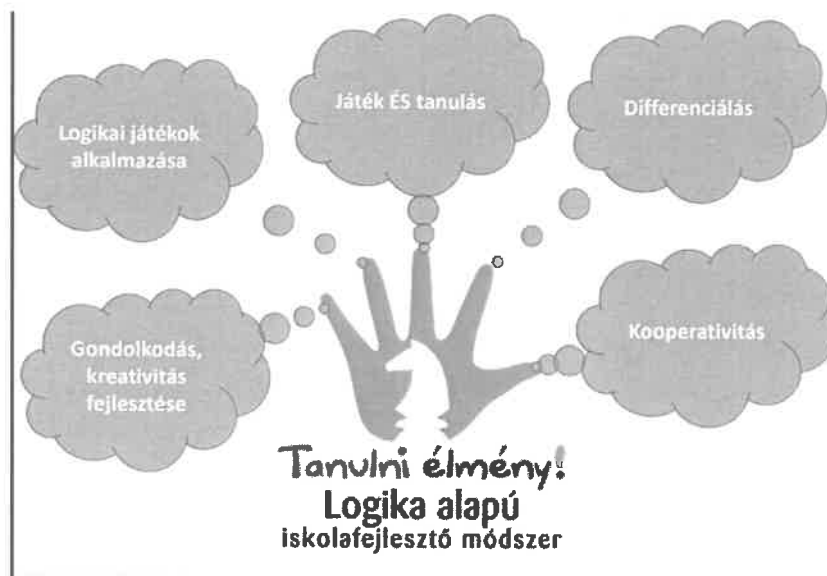 Játék ÉS tanulás
Logikai játékok
alkalmazása
Differenciálás
Gondolkodás,
kreativitás
fejlesztése
Kooperativitás
Tanulni élmény!
Logika alapú
iskolafejlesztő módszer